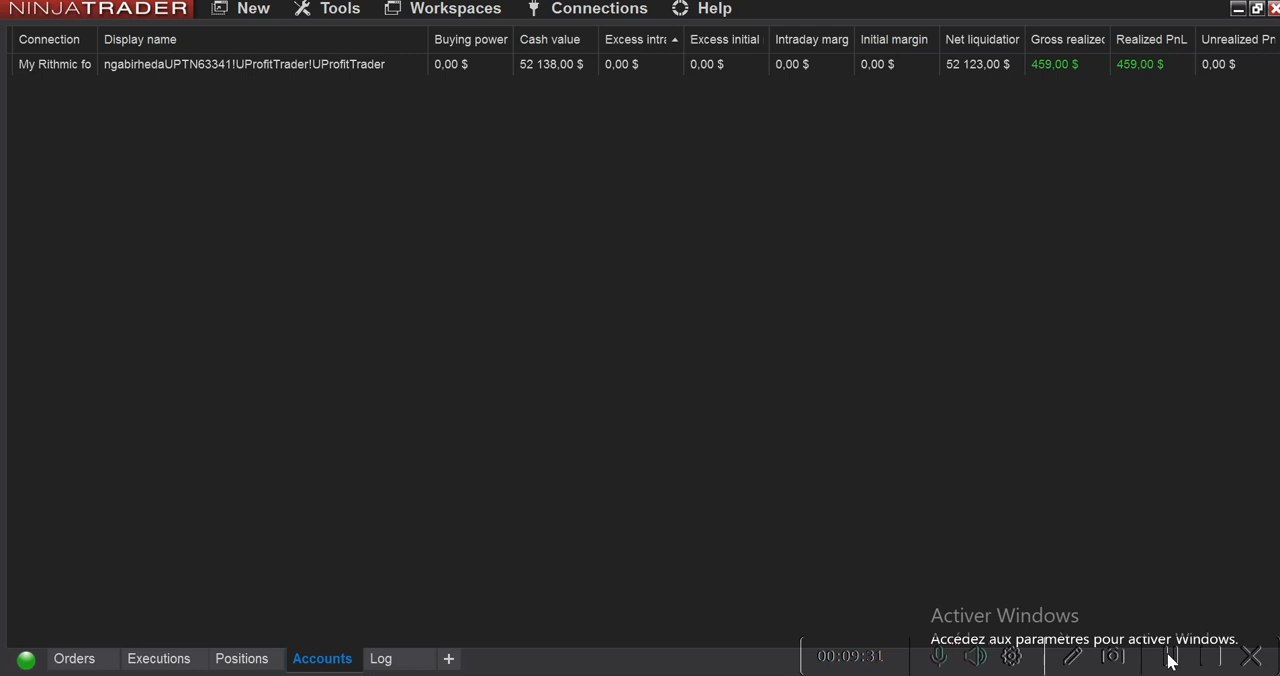 NINJATRADER New Tools Workspaces Connections Help
Connection Display name Buying power Cash value Excess intra Excess initial Intraday marg Initial margin Net liquidation Gross realized Realized PnL Unrealized Pn
My Rithmic fo ngabirhedaUPTN63341!UProfitTrader!UProfitTrader 0,00 $ 52 138,00 $ 0,00 $ 0,00 $ 0,00 $ 0,00 $ 52 123,00 $ 459,00 $ 459,00 $ 0,00 $
Activer Windows
Accédez aux paramètres pour activer Windows.
Orders Executions Positions Accounts Log + 00:09:31